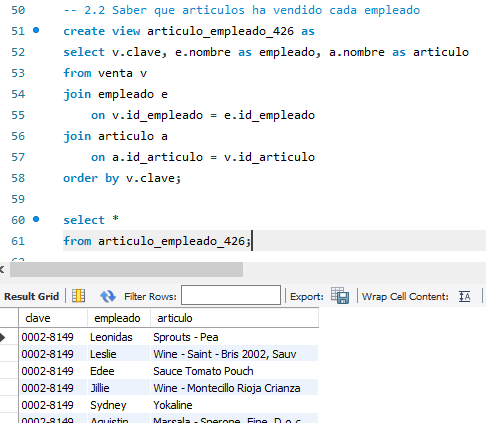 50 -- 2.2 Saber que articulos ha vendido cada empleado
51 create view articulo_empleado_426 as
52 select v.clave, e.nombre as empleado, a.nombre as articulo
53 from venta v
54 join empleado e
55 on v.id_empleado = e.id_empleado
56 join articulo a
57 on a.id_articulo = v.id_articulo
58 order by v.clave;
59
60 select *
61 from articulo_empleado_426;
Result Grid Filter Rows: Export: Wrap Cell Content:
clave empleado articulo
0002-8149 Leonidas Sprouts - Pea
0002-8149 Leslie Wine - Saint - Bris 2002, Sauv
0002-8149 Edee Sauce Tomato Pouch
0002-8149 Jillie Wine - Montecillo Rioja Crianza
0002-8149 Sydney Yokaline
0002-8149 Agustin Marsala - Sperone, Fine, D.o.c.